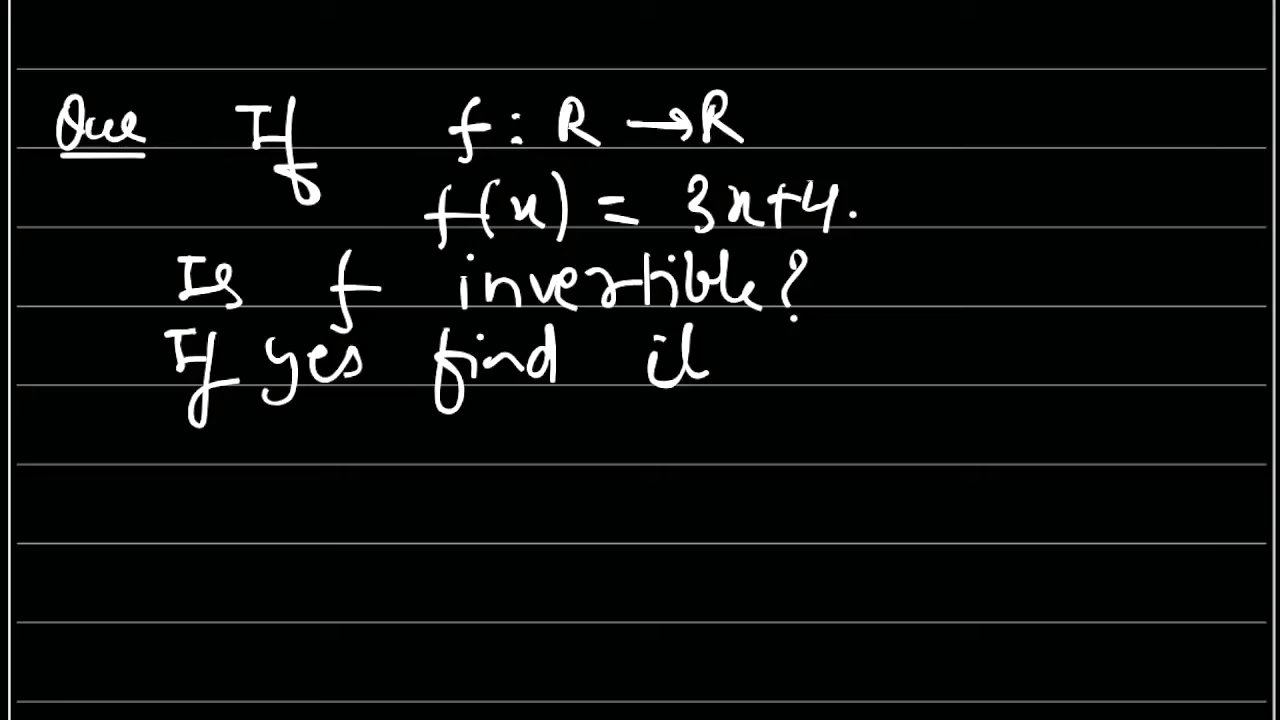 Que If f : R → R
f(x) = 3x+4.
Is f invertible?
If yes find it